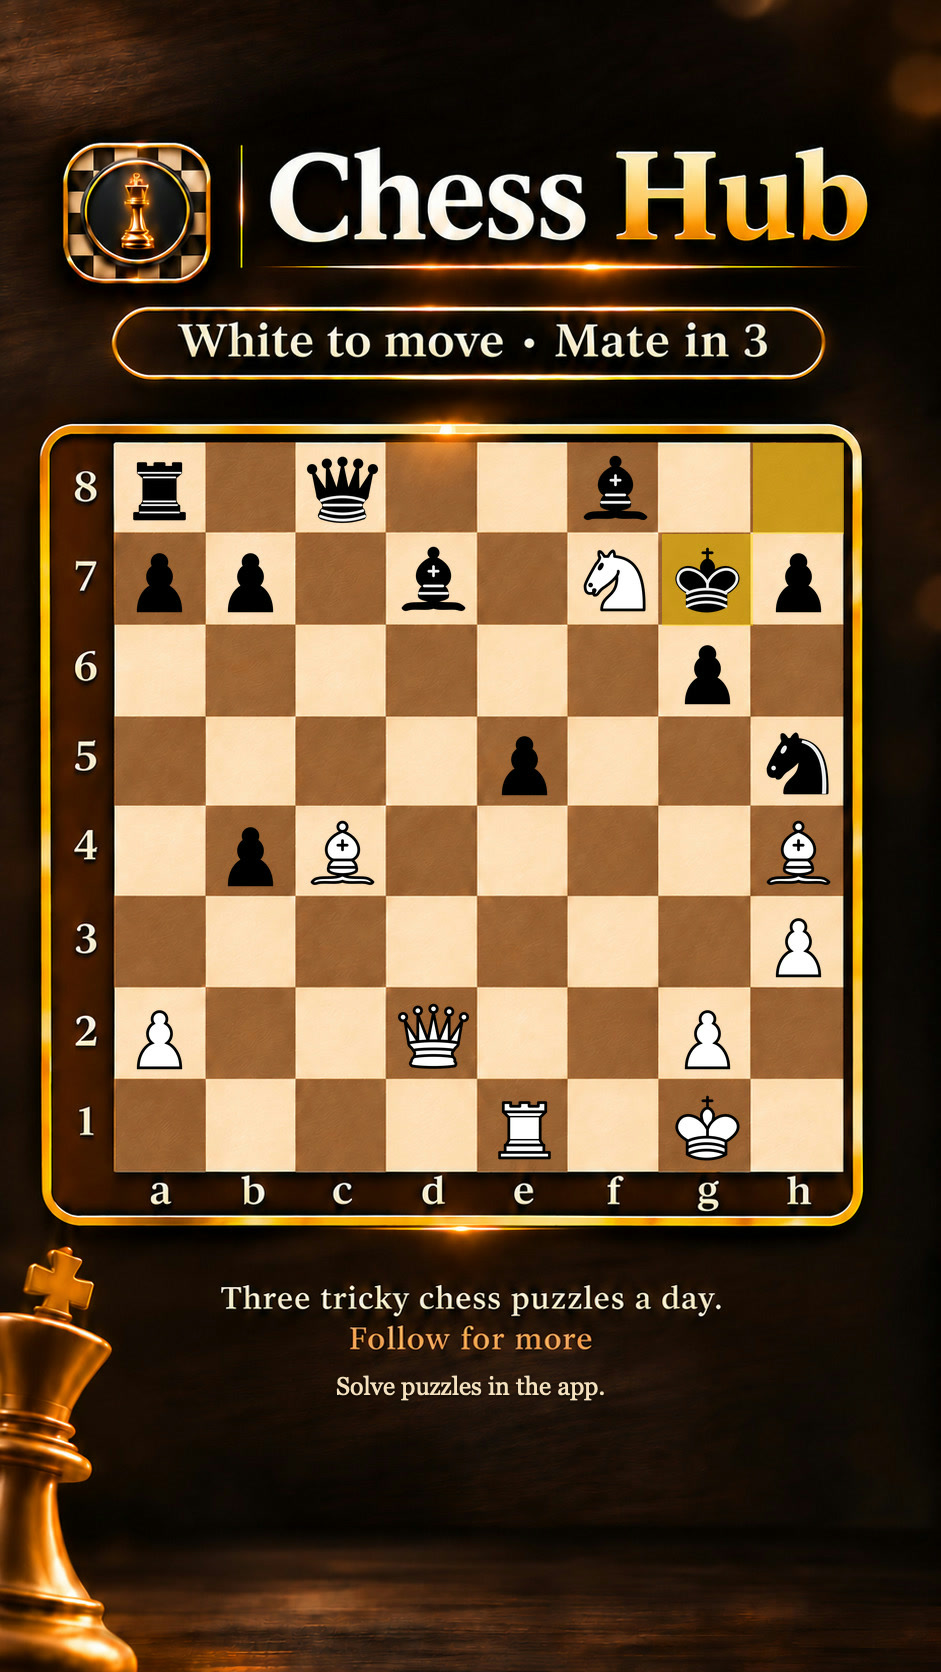 Chess Hub
White to move • Mate in 3
8
7
6
5
4
3
2
1
a b c d e f g h
Three tricky chess puzzles a day.
Follow for more
Solve puzzles in the app.